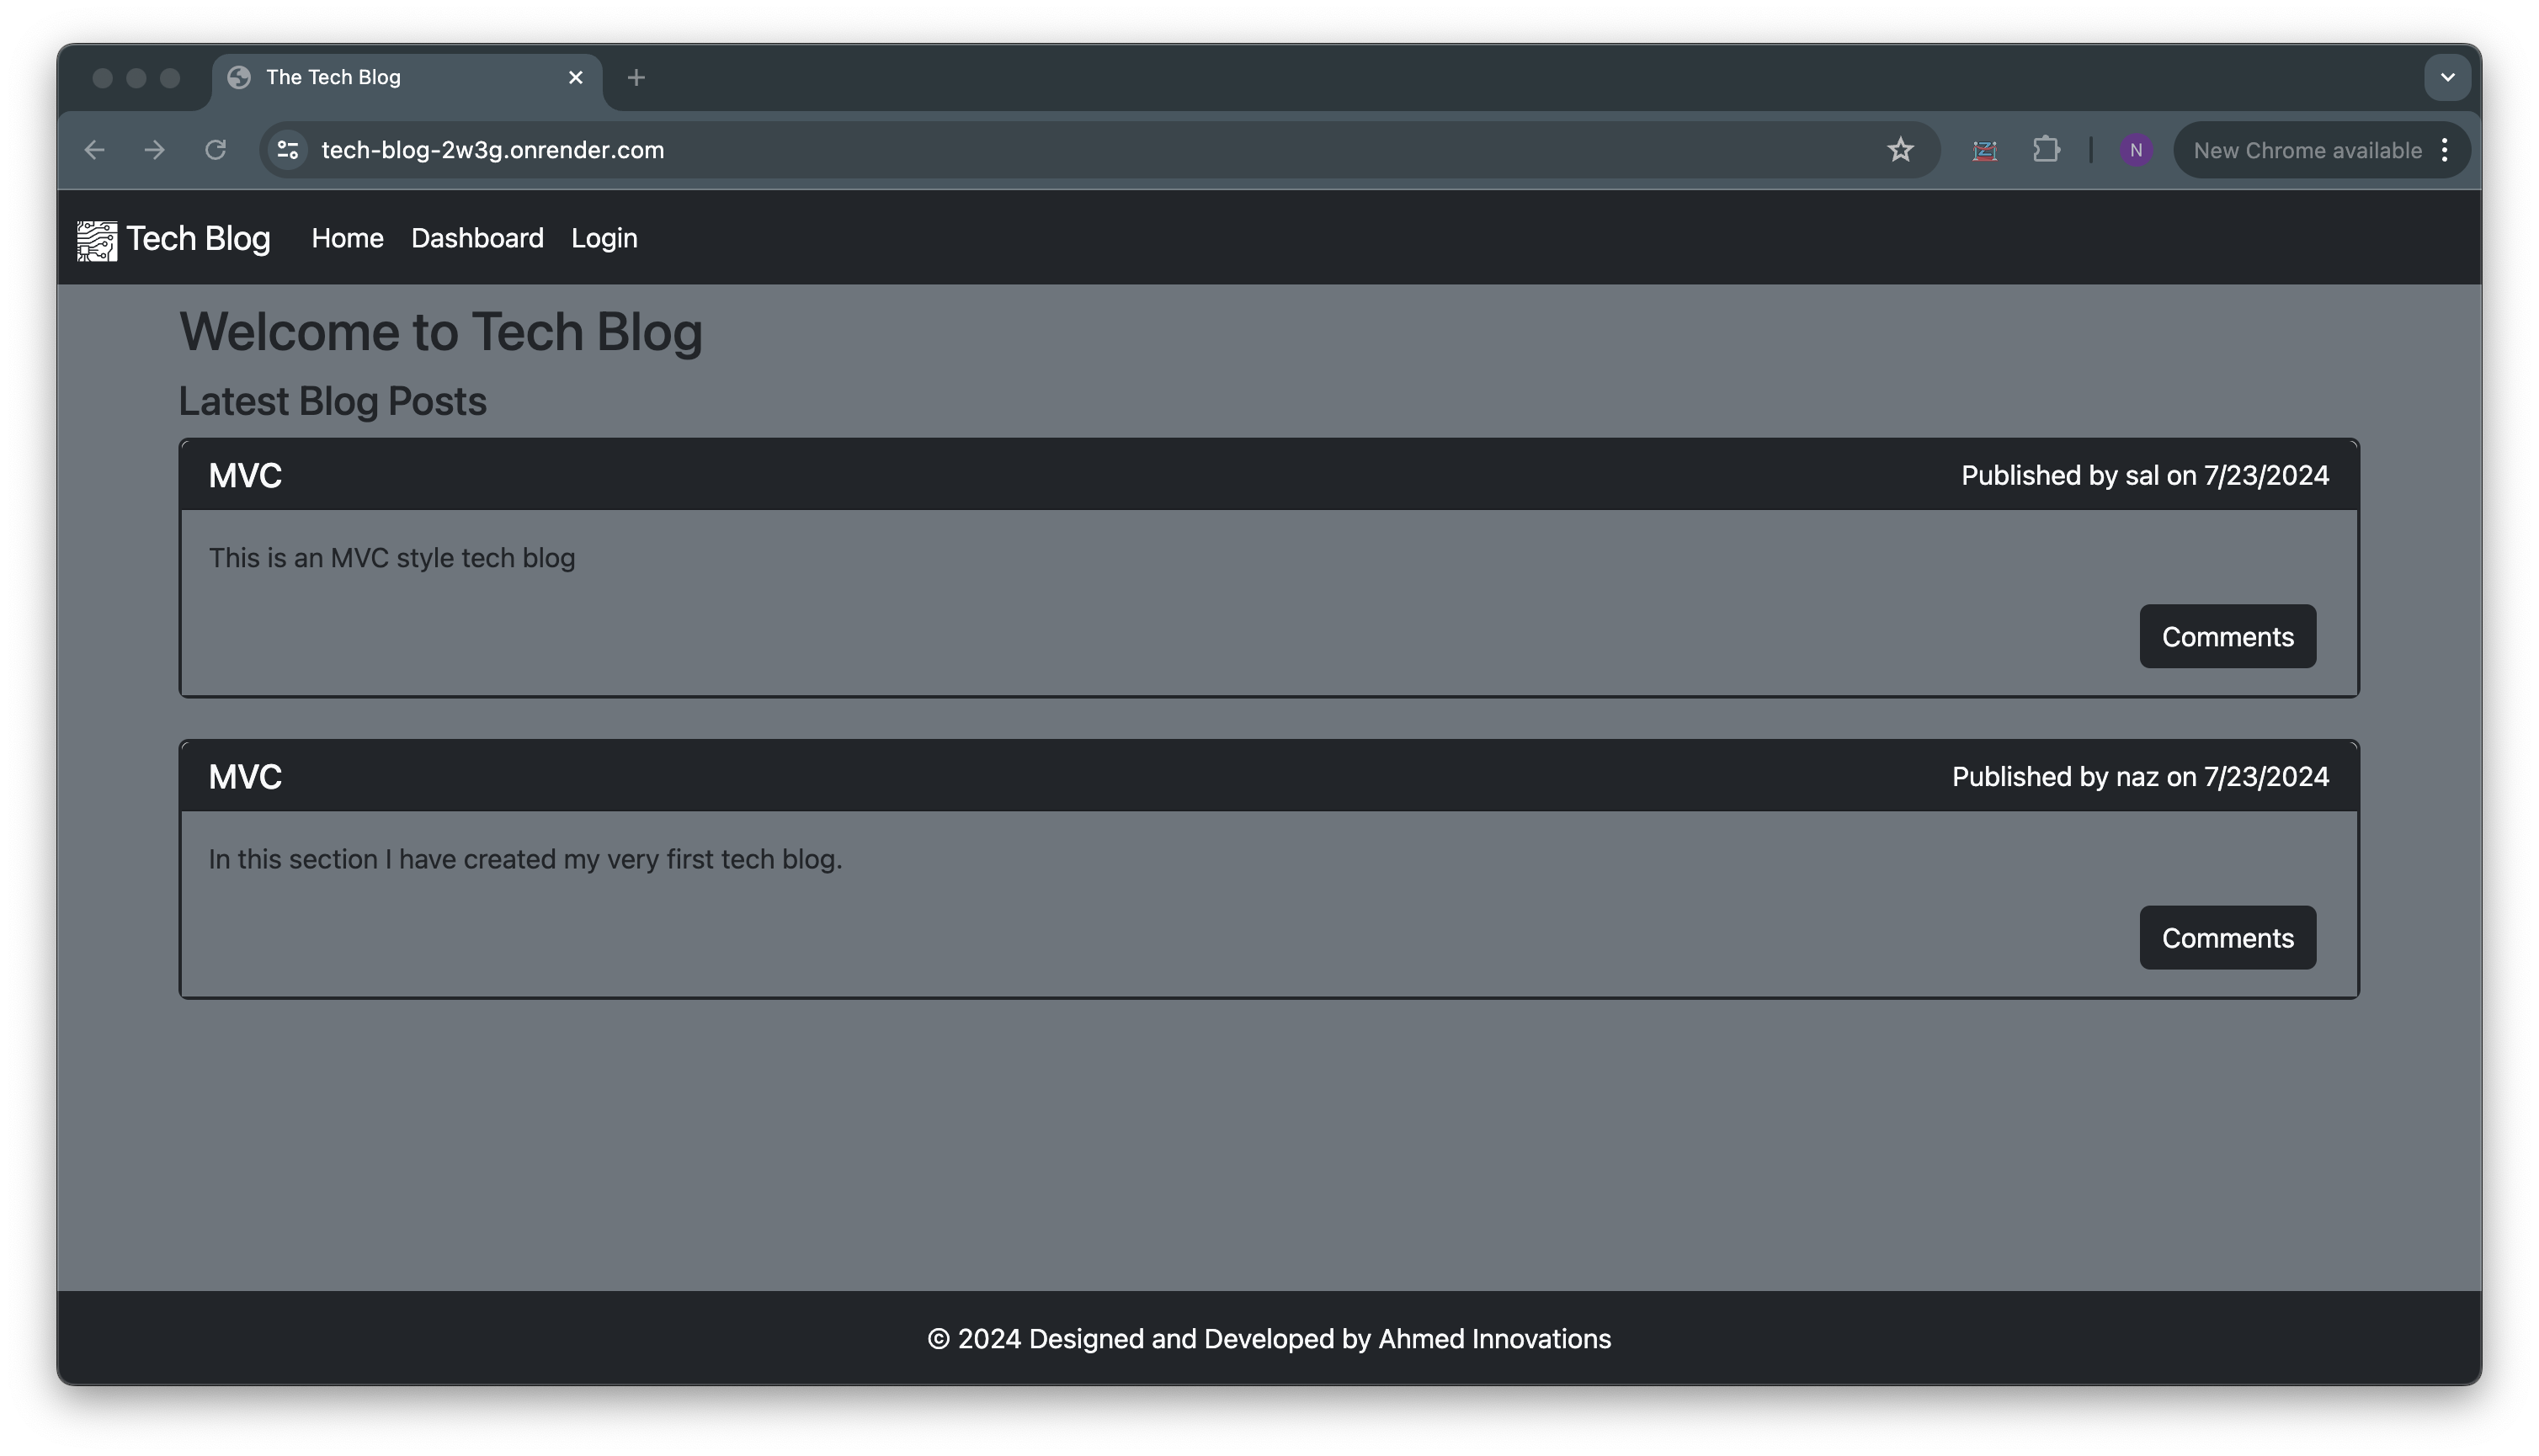 The Tech Blog
tech-blog-2w3g.onrender.com
N
New Chrome available
Tech Blog Home Dashboard Login
Welcome to Tech Blog
Latest Blog Posts
MVC Published by sal on 7/23/2024
This is an MVC style tech blog
Comments
MVC Published by naz on 7/23/2024
In this section I have created my very first tech blog.
Comments
© 2024 Designed and Developed by Ahmed Innovations